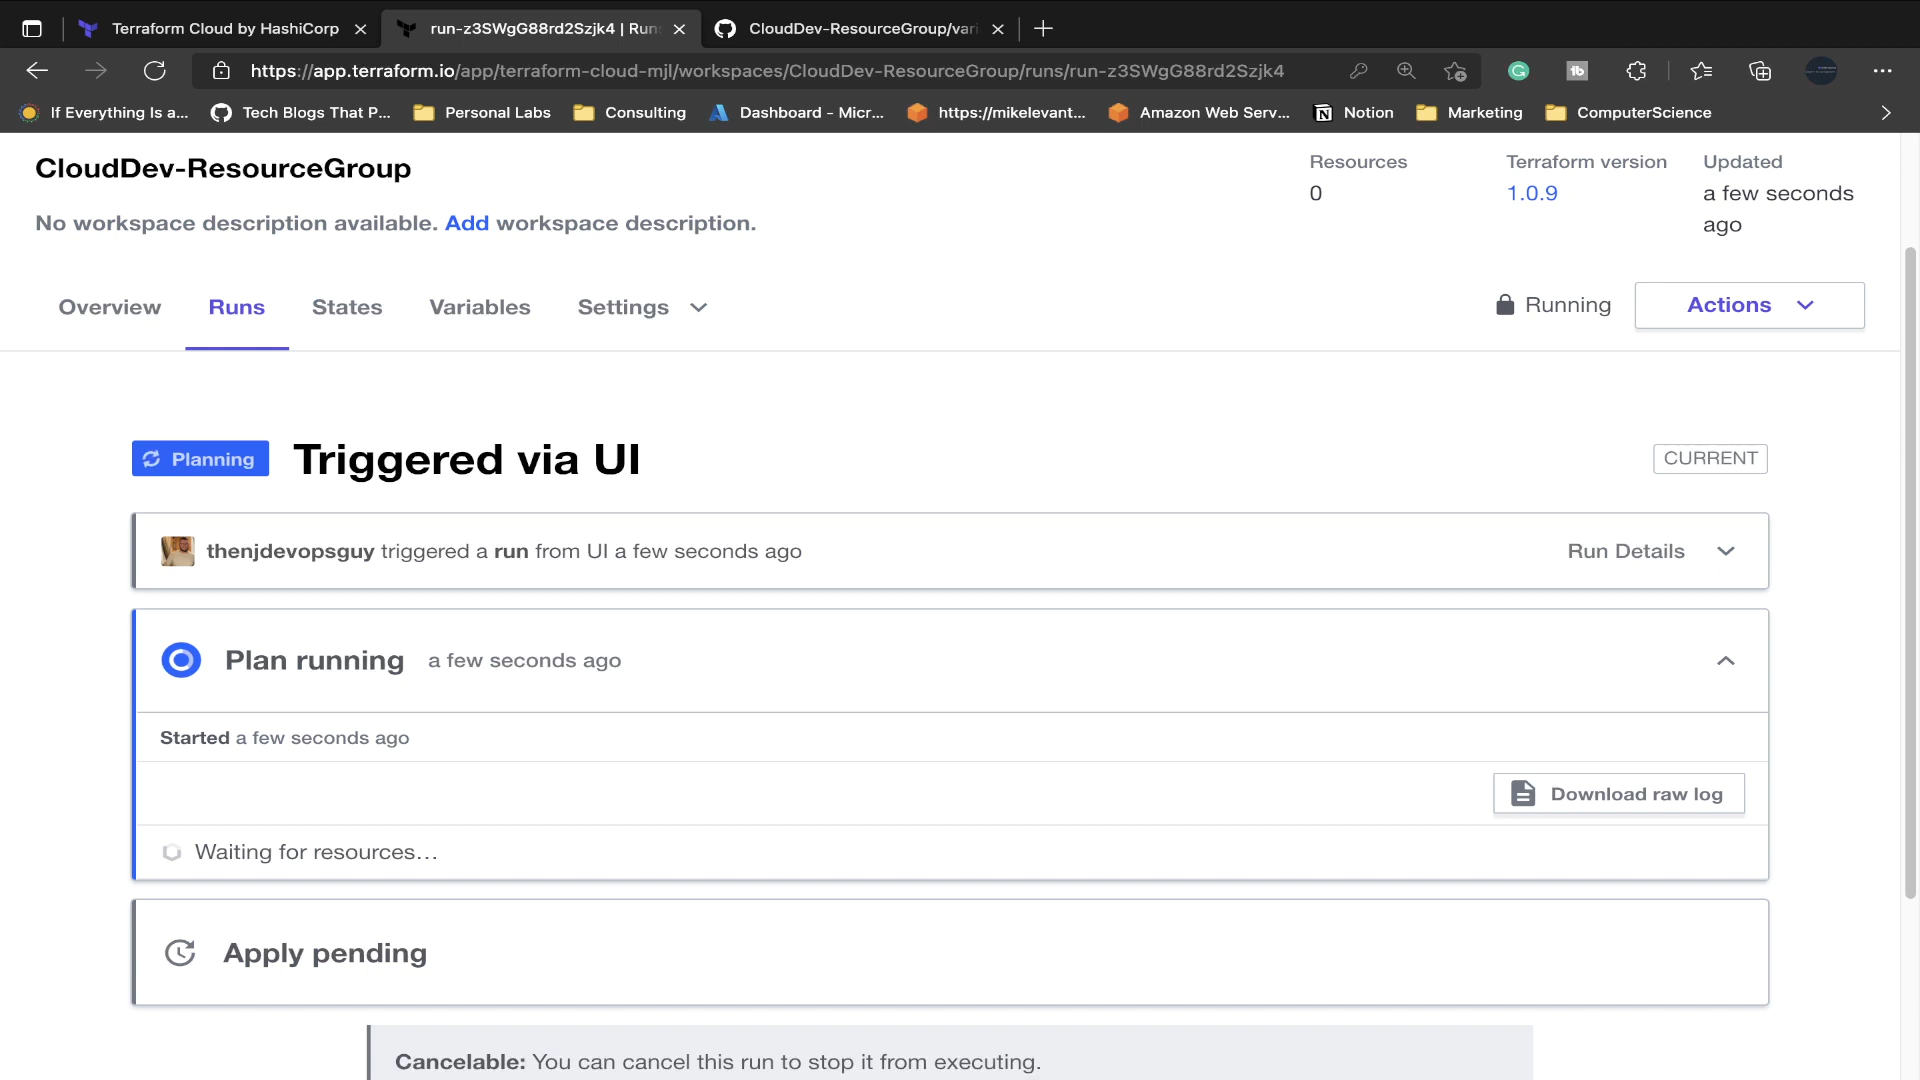 Terraform Cloud by HashiCorp
run-z3SWgG88rd2Szjk4 | Run
CloudDev-ResourceGroup/vari
https://app.terraform.io/app/terraform-cloud-mjl/workspaces/CloudDev-ResourceGroup/runs/run-z3SWgG88rd2Szjk4
If Everything Is a... Tech Blogs That P... Personal Labs Consulting Dashboard - Micr... https://mikelevant... Amazon Web Serv... Notion Marketing ComputerScience
CloudDev-ResourceGroup
No workspace description available. Add workspace description.
Resources
0
Terraform version
1.0.9
Updated
a few seconds
ago
Overview Runs States Variables Settings
Running
Actions
Planning
Triggered via UI
CURRENT
thenjdevopsguy triggered a run from UI a few seconds ago
Run Details
Plan running a few seconds ago
Started a few seconds ago
Download raw log
Waiting for resources...
Apply pending
Cancelable: You can cancel this run to stop it from executing.